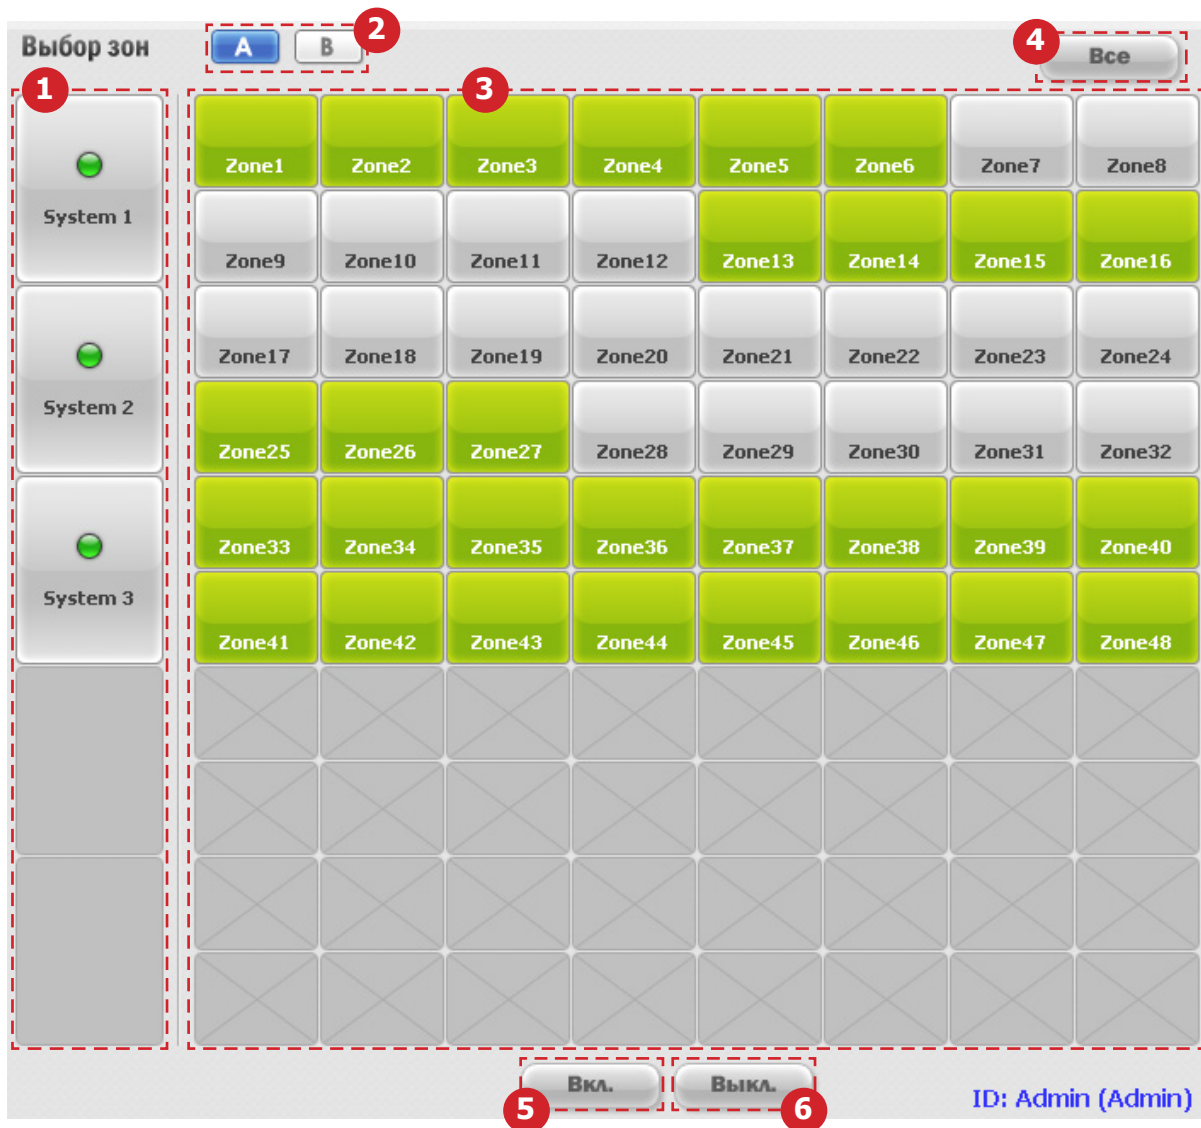 Выбор зон A B 2 4 Все
1 3
System 1
Zone1 Zone2 Zone3 Zone4 Zone5 Zone6 Zone7 Zone8
Zone9 Zone10 Zone11 Zone12 Zone13 Zone14 Zone15 Zone16
System 2
Zone17 Zone18 Zone19 Zone20 Zone21 Zone22 Zone23 Zone24
Zone25 Zone26 Zone27 Zone28 Zone29 Zone30 Zone31 Zone32
System 3
Zone33 Zone34 Zone35 Zone36 Zone37 Zone38 Zone39 Zone40
Zone41 Zone42 Zone43 Zone44 Zone45 Zone46 Zone47 Zone48
5 Вкл. Выкл. 6
ID: Admin (Admin)